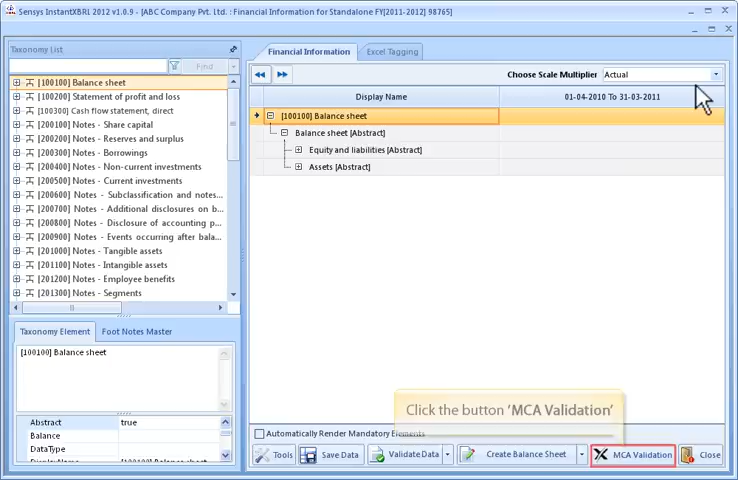 Sensys InstantXBRL 2012 v1.0.9 - [ABC Company Pvt. Ltd. : Financial Information for Standalone FY[2011-2012] 98765]
Taxonomy List
Find
[100100] Balance sheet
[100200] Statement of profit and loss
[100300] Cash flow statement, direct
[200100] Notes - Share capital
[200200] Notes - Reserves and surplus
[200300] Notes - Borrowings
[200400] Notes - Non-current investments
[200500] Notes - Current investments
[200600] Notes - Subclassification and notes...
[200700] Notes - Additional disclosures on b...
[200800] Notes - Disclosure of accounting p...
[200900] Notes - Events occurring after bala...
[201000] Notes - Tangible assets
[201100] Notes - Intangible assets
[201200] Notes - Employee benefits
[201300] Notes - Segments
Taxonomy Element
Foot Notes Master
[100100] Balance sheet
Abstract true
Balance
DataType
DisplayName [100100] Balance sheet
Financial Information
Excel Tagging
Choose Scale Multiplier Actual
Display Name
01-04-2010 To 31-03-2011
[100100] Balance sheet
Balance sheet [Abstract]
Equity and liabilities [Abstract]
Assets [Abstract]
Click the button 'MCA Validation'
Automatically Render Mandatory Elements
Tools
Save Data
Validate Data
Create Balance Sheet
MCA Validation
Close